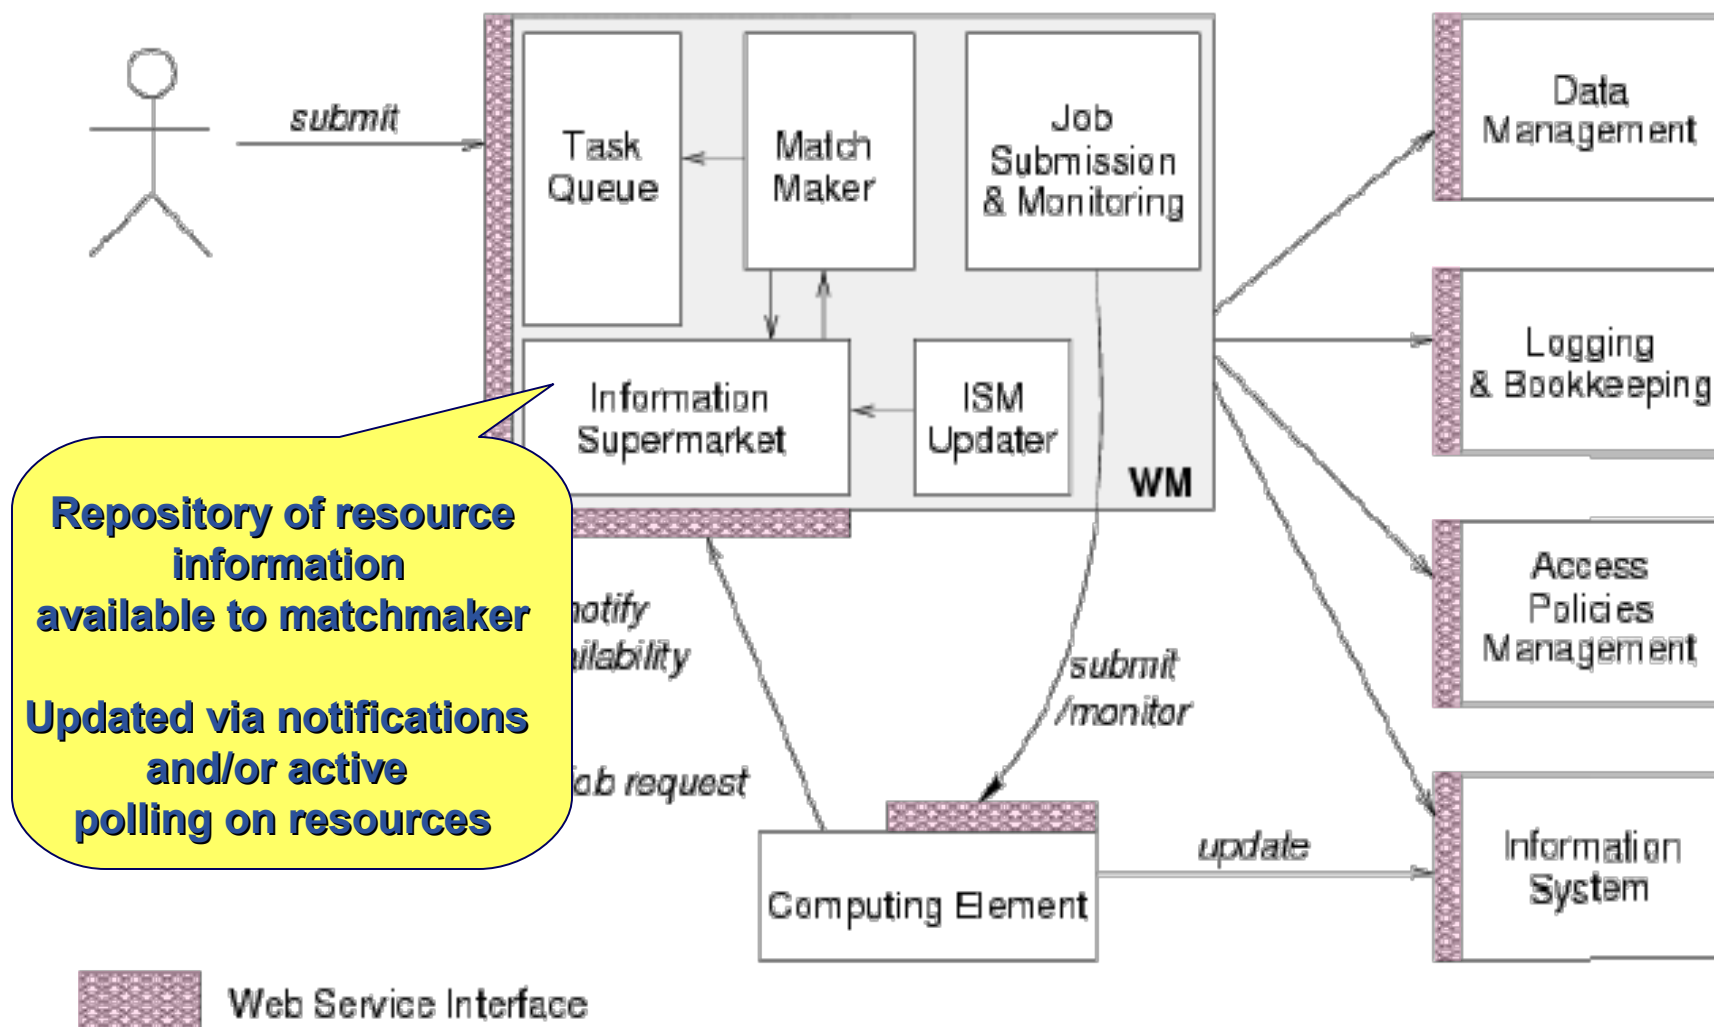 submit
Task
Queue
Match
Maker
Job
Submission
& Monitoring
Data
Management
Logging
& Bookkeeping
Information
Supermarket
ISM
Updater
WM
Repository of resource
information
available to matchmaker
Updated via notifications
and/or active
polling on resources
request
submit
/monitor
Access
Policies
Management
update
Computing Element
Information
System
Web Service Interface